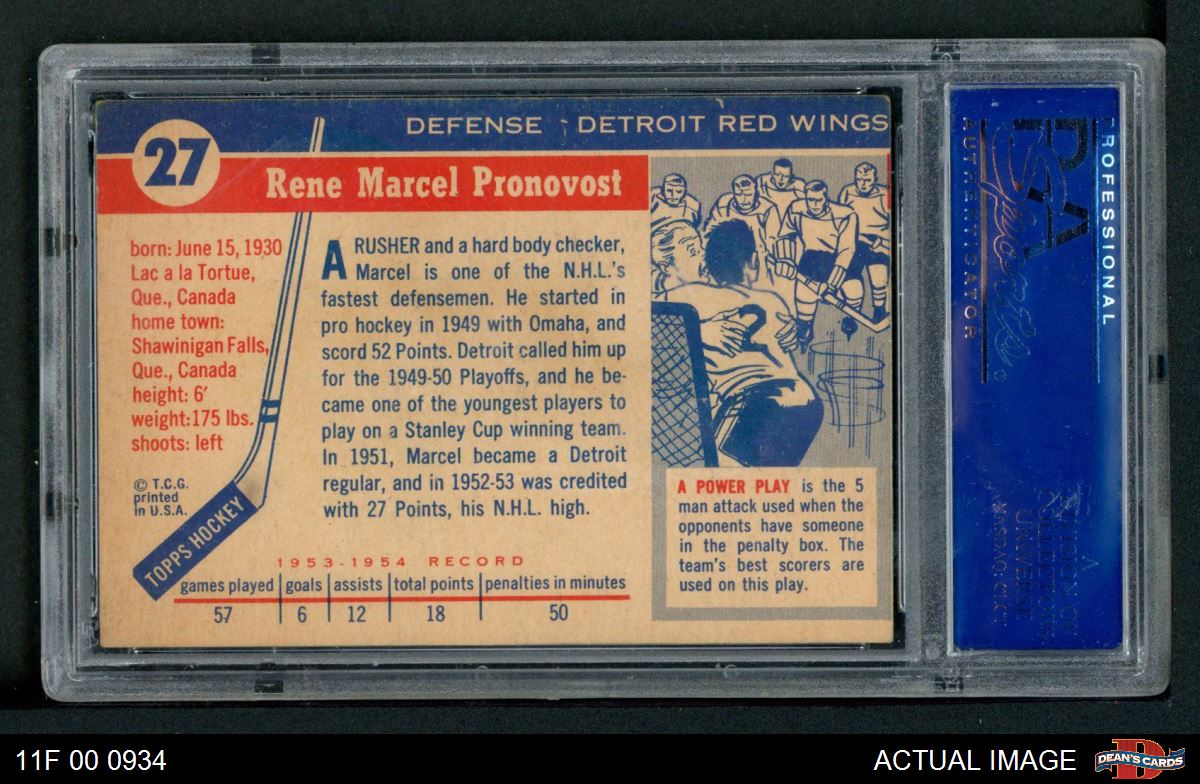 DEFENSE - DETROIT RED WINGS
27
Rene Marcel Pronovost
born: June 15, 1930
Lac a la Tortue,
Que., Canada
home town:
Shawinigan Falls,
Que., Canada
height: 6'
weight: 175 lbs.
shoots: left
© T.C.G.
printed
in U.S.A.
TOPPS HOCKEY
A RUSHER and a hard body checker,
Marcel is one of the N.H.L.'s
fastest defensemen. He started in
pro hockey in 1949 with Omaha, and
scord 52 Points. Detroit called him up
for the 1949-50 Playoffs, and he be-
came one of the youngest players to
play on a Stanley Cup winning team.
In 1951, Marcel became a Detroit
regular, and in 1952-53 was credited
with 27 Points, his N.H.L. high.
2
A POWER PLAY is the 5
man attack used when the
opponents have someone
in the penalty box. The
team's best scorers are
used on this play.
1953-1954 RECORD
games played goals assists total points penalties in minutes
57 6 12 18 50
PROFESSIONAL
PSA
AUTHENTICATOR
UNIVERSE
11F 00 0934
ACTUAL IMAGE
D
DEAN'S CARDS